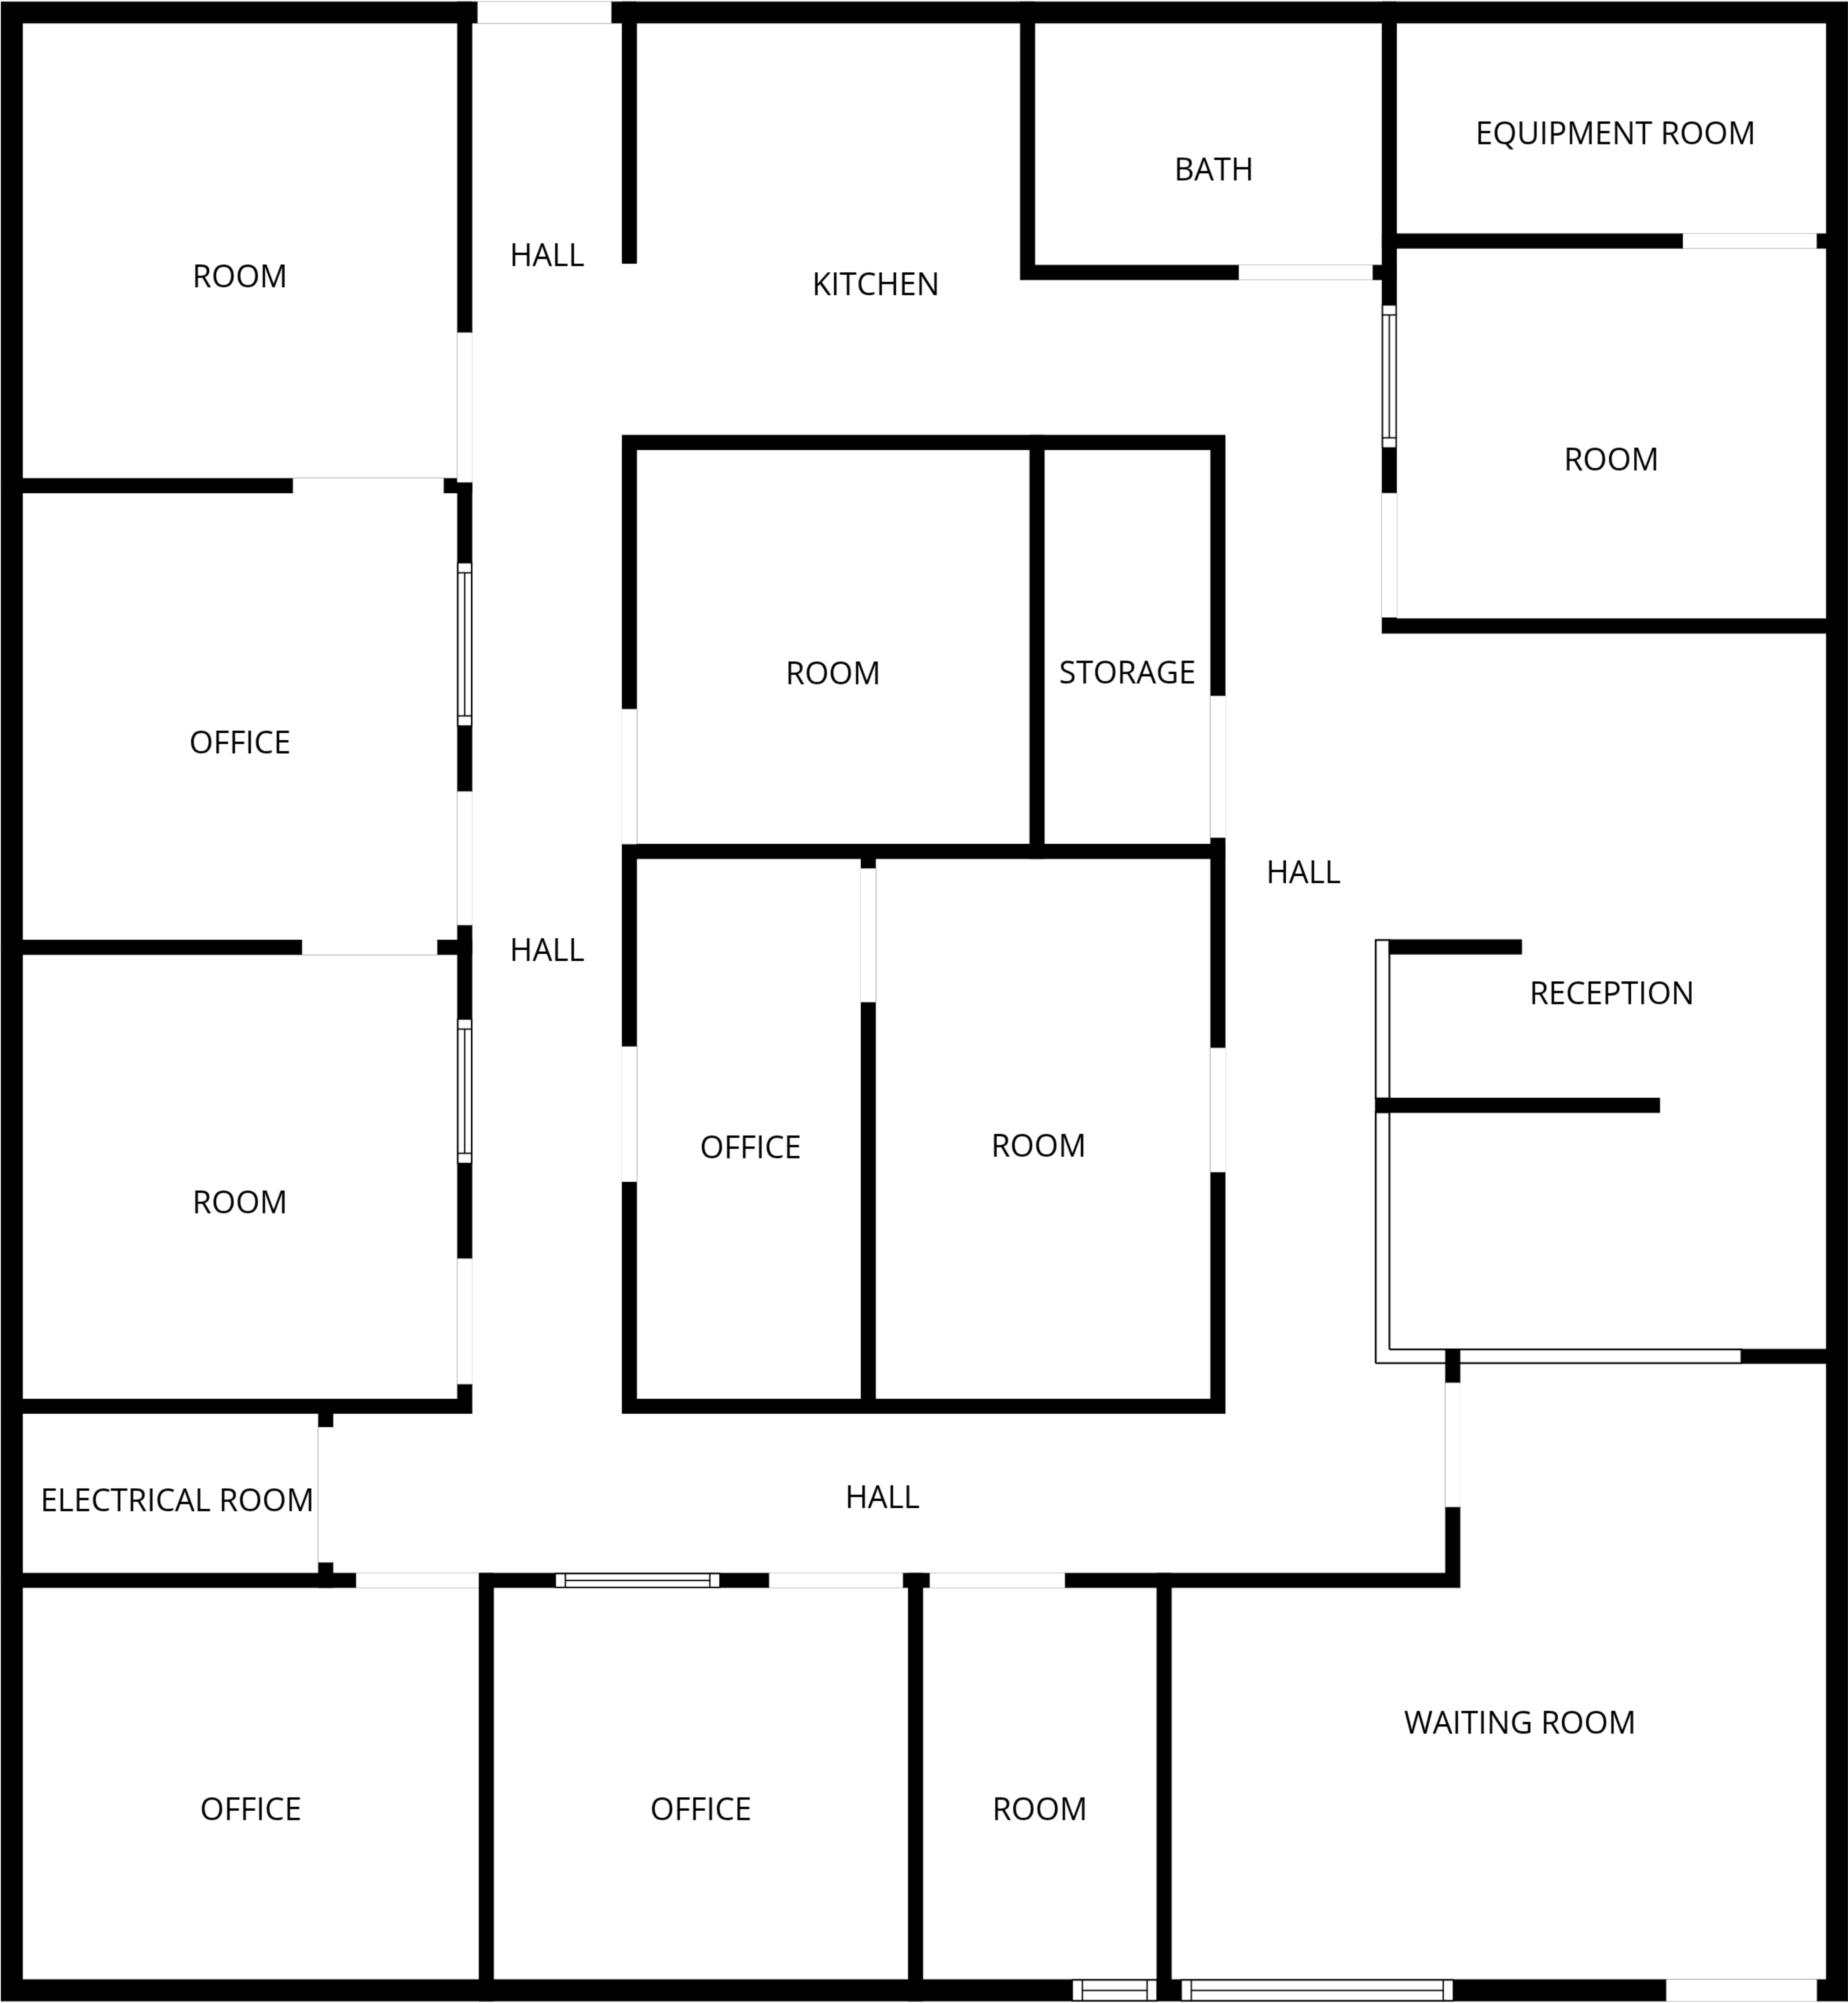 EQUIPMENT ROOM
BATH
HALL
ROOM
KITCHEN
ROOM
ROOM
STORAGE
OFFICE
HALL
HALL
RECEPTION
OFFICE
ROOM
ROOM
HALL
ELECTRICAL ROOM
WAITING ROOM
OFFICE
OFFICE
ROOM